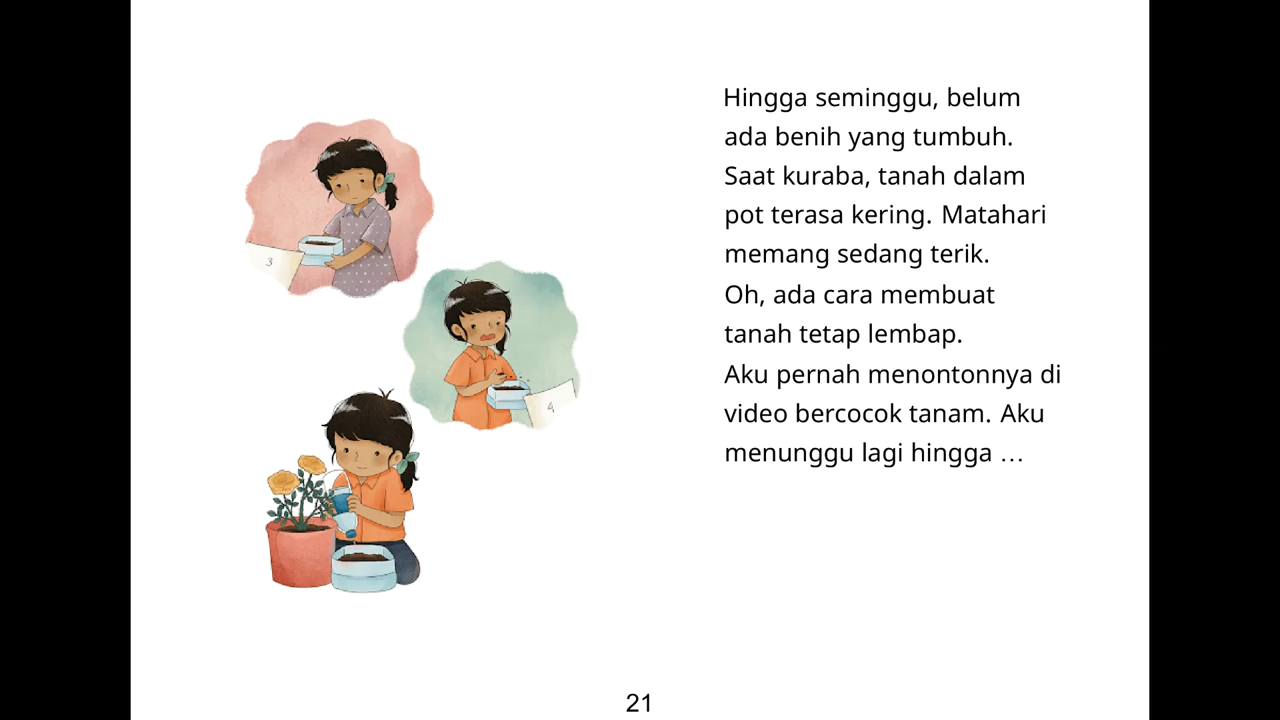 Hingga seminggu, belum
ada benih yang tumbuh.
Saat kuraba, tanah dalam
pot terasa kering. Matahari
memang sedang terik.
Oh, ada cara membuat
tanah tetap lembap.
Aku pernah menontonnya di
video bercocok tanam. Aku
menunggu lagi hingga …
3
4
21